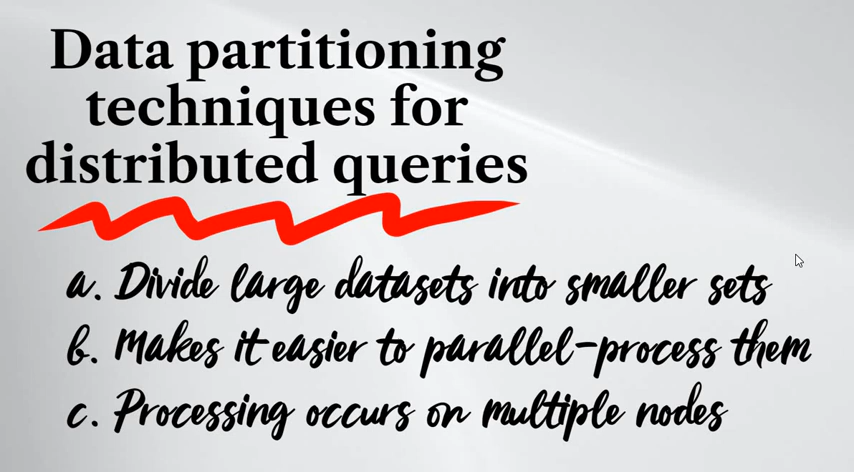 Data partitioning
techniques for
distributed queries
a. Divide large datasets into smaller sets
b. Makes it easier to parallel-process them
c. Processing occurs on multiple nodes